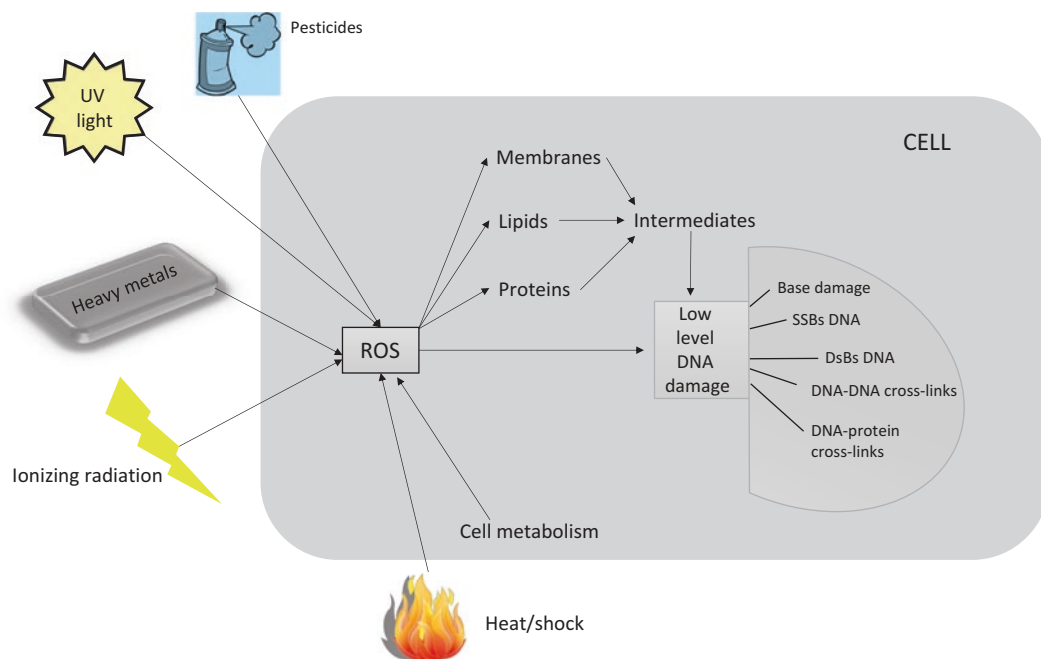 Pesticides
UV
light
CELL
Membranes
Lipids
Intermediates
Heavy metals
Proteins
Base damage
Low
level
DNA
damage
SSBs DNA
ROS
DsBs DNA
DNA-DNA cross-links
DNA-protein
cross-links
Ionizing radiation
Cell metabolism
Heat/shock